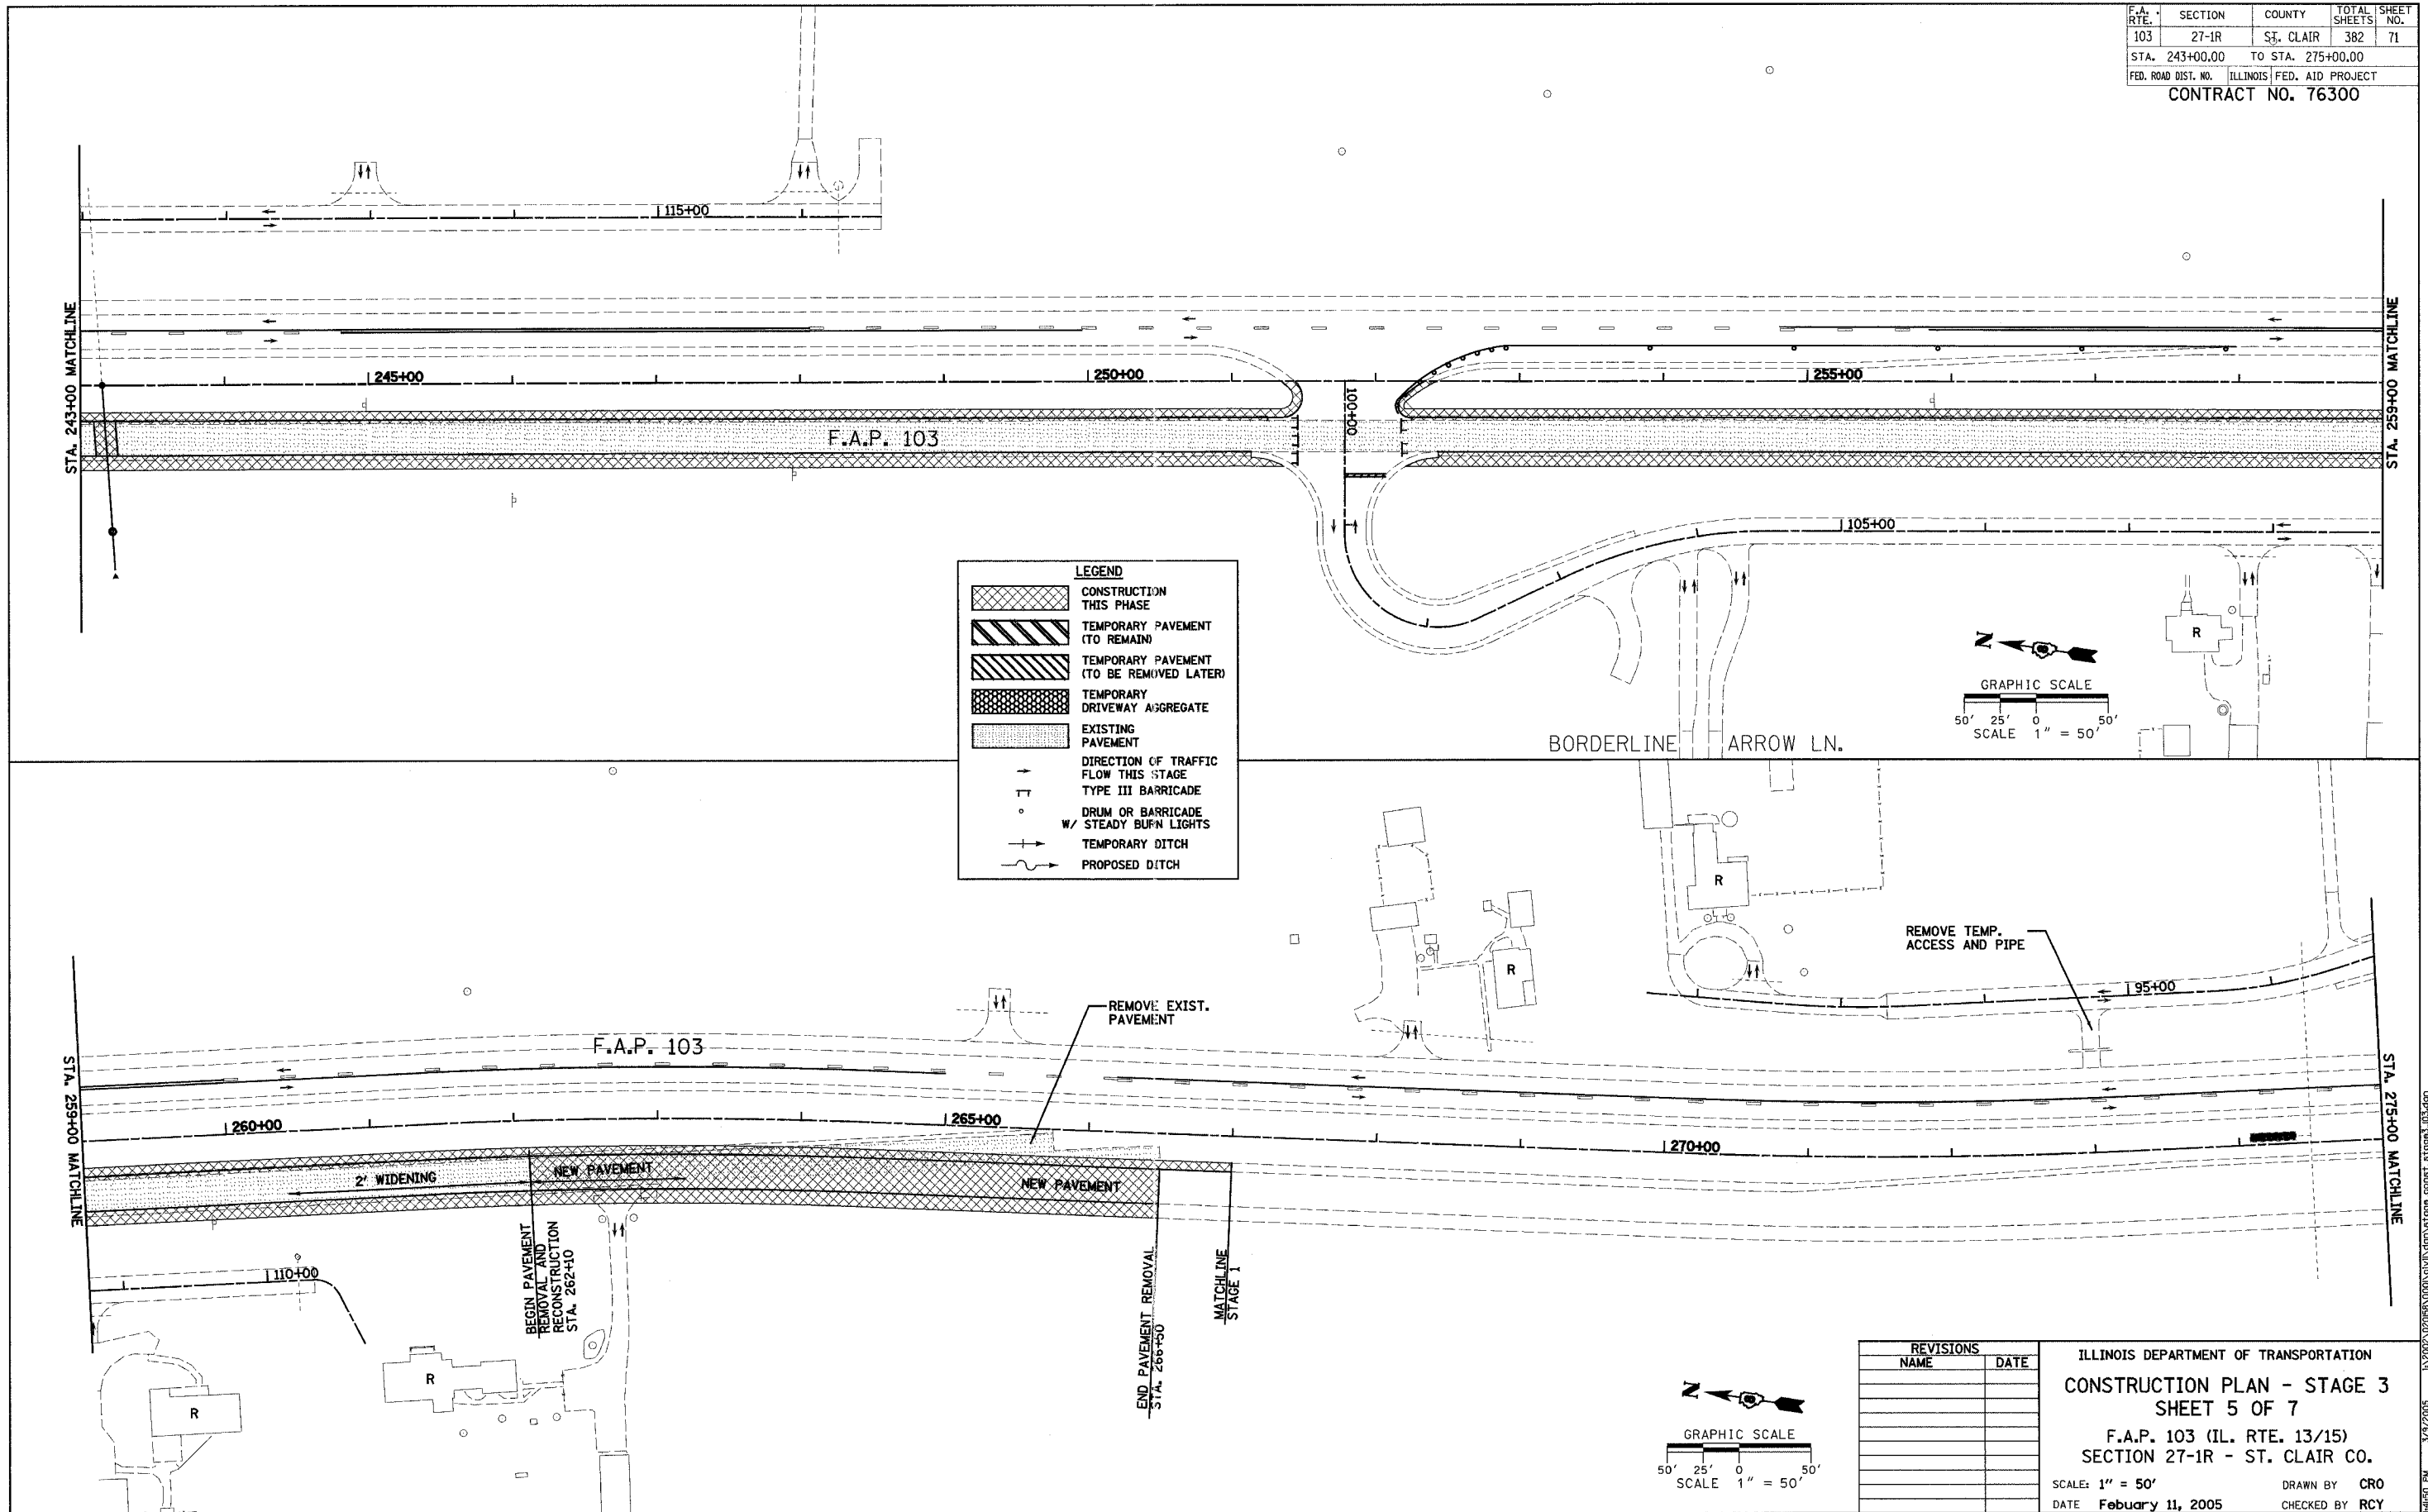 F.A. RTE. SECTION COUNTY TOTAL SHEETS SHEET NO.
103 27-1R ST. CLAIR 382 71
STA. 243+00.00 TO STA. 275+00.00
FED. ROAD DIST. NO. ILLINOIS FED. AID PROJECT
CONTRACT NO. 76300
115+00
STA. 243+00 MATCHLINE
245+00
250+00
255+00
STA. 259+00 MATCHLINE
100+00
F.A.P. 103
105+00
LEGEND
CONSTRUCTION
THIS PHASE
TEMPORARY PAVEMENT
(TO REMAIN)
TEMPORARY PAVEMENT
(TO BE REMOVED LATER)
TEMPORARY
DRIVEWAY AGGREGATE
EXISTING
PAVEMENT
DIRECTION OF TRAFFIC
FLOW THIS STAGE
TYPE III BARRICADE
DRUM OR BARRICADE
W/ STEADY BURN LIGHTS
TEMPORARY DITCH
PROPOSED DITCH
R
N
GRAPHIC SCALE
50' 25' 0 50'
SCALE 1" = 50'
BORDERLINE
ARROW LN.
R
R
REMOVE TEMP.
ACCESS AND PIPE
95+00
REMOVE EXIST.
PAVEMENT
F.A.P. 103
STA. 259+00 MATCHLINE
260+00
265+00
270+00
STA. 275+00 MATCHLINE
2' WIDENING
NEW PAVEMENT
NEW PAVEMENT
110+00
BEGIN PAVEMENT
REMOVAL AND
RECONSTRUCTION
STA. 262+10
END PAVEMENT REMOVAL
STA. 266+50
MATCHLINE
STAGE 1
R
R
N
GRAPHIC SCALE
50' 25' 0 50'
SCALE 1" = 50'
REVISIONS
NAME DATE
ILLINOIS DEPARTMENT OF TRANSPORTATION
CONSTRUCTION PLAN - STAGE 3
SHEET 5 OF 7
F.A.P. 103 (IL. RTE. 13/15)
SECTION 27-1R - ST. CLAIR CO.
SCALE: 1" = 50' DRAWN BY CRO
DATE Febuary 11, 2005 CHECKED BY RCY
3/9/2005